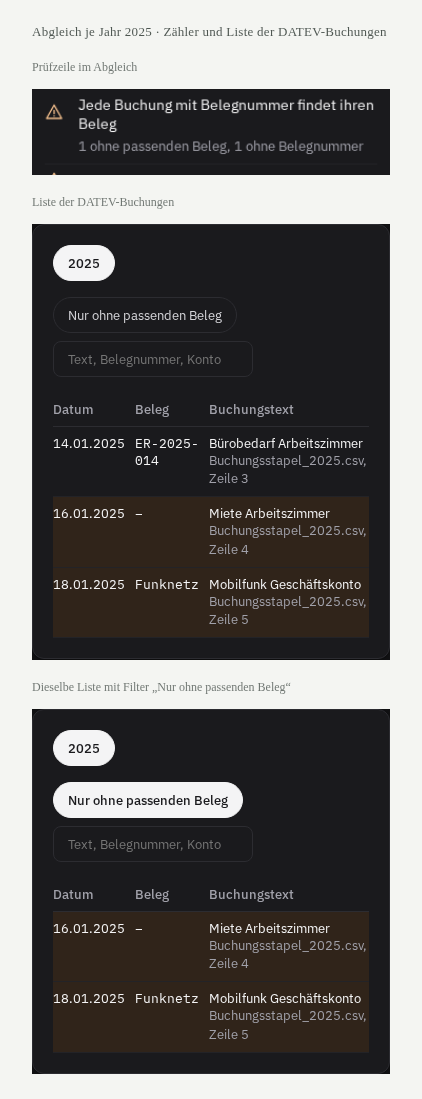 Abgleich je Jahr 2025 · Zähler und Liste der DATEV-Buchungen
Prüfzeile im Abgleich
Jede Buchung mit Belegnummer findet ihren
Beleg
1 ohne passenden Beleg, 1 ohne Belegnummer
Liste der DATEV-Buchungen
2025
Nur ohne passenden Beleg
Text, Belegnummer, Konto
Datum Beleg Buchungstext
14.01.2025 ER-2025- Bürobedarf Arbeitszimmer
014 Buchungsstapel_2025.csv,
Zeile 3
16.01.2025 – Miete Arbeitszimmer
Buchungsstapel_2025.csv,
Zeile 4
18.01.2025 Funknetz Mobilfunk Geschäftskonto
Buchungsstapel_2025.csv,
Zeile 5
Dieselbe Liste mit Filter „Nur ohne passenden Beleg“
2025
Nur ohne passenden Beleg
Text, Belegnummer, Konto
Datum Beleg Buchungstext
16.01.2025 – Miete Arbeitszimmer
Buchungsstapel_2025.csv,
Zeile 4
18.01.2025 Funknetz Mobilfunk Geschäftskonto
Buchungsstapel_2025.csv,
Zeile 5